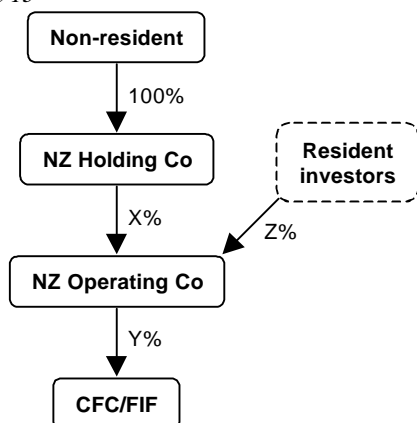 Non-resident
100%
NZ Holding Co
Resident
investors
X%
Z%
NZ Operating Co
Y%
CFC/FIF